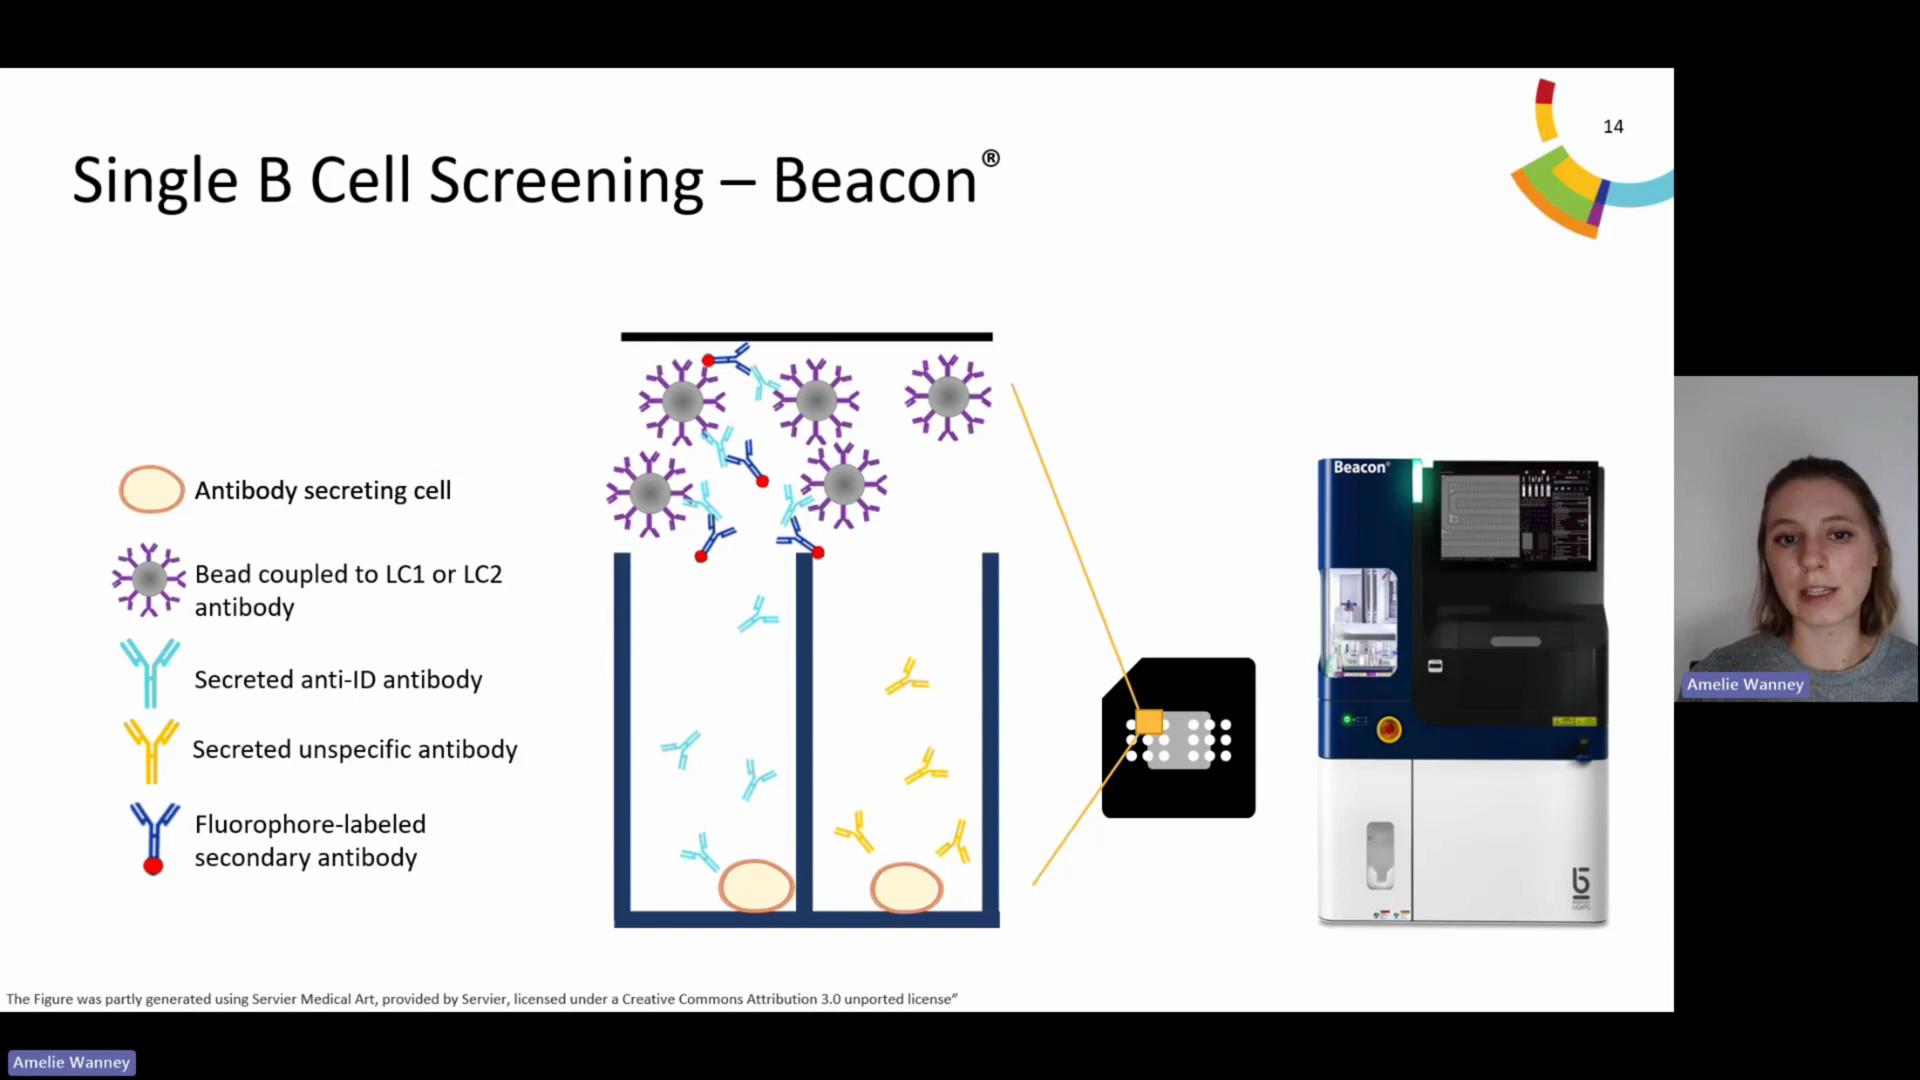 14
Single B Cell Screening – Beacon®
Antibody secreting cell
Bead coupled to LC1 or LC2
antibody
Secreted anti-ID antibody
Secreted unspecific antibody
Fluorophore-labeled
secondary antibody
Beacon®
Amelie Wanney
The Figure was partly generated using Servier Medical Art, provided by Servier, licensed under a Creative Commons Attribution 3.0 unported license”
Amelie Wanney